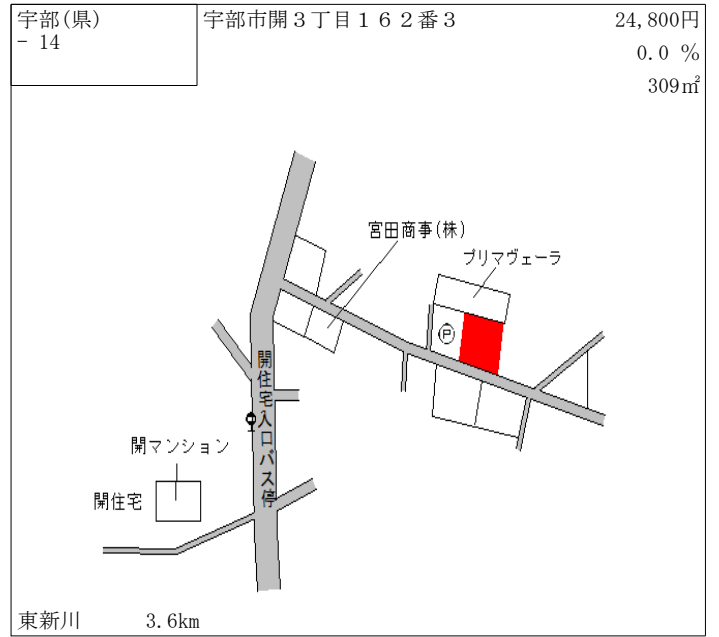 宇部(県)
- 14
宇部市開３丁目１６２番３
24,800円
0.0 %
309㎡
宮田商事(株)
プリマヴェーラ
P
開住宅入口バス停
開マンション
開住宅
東新川 3.6km